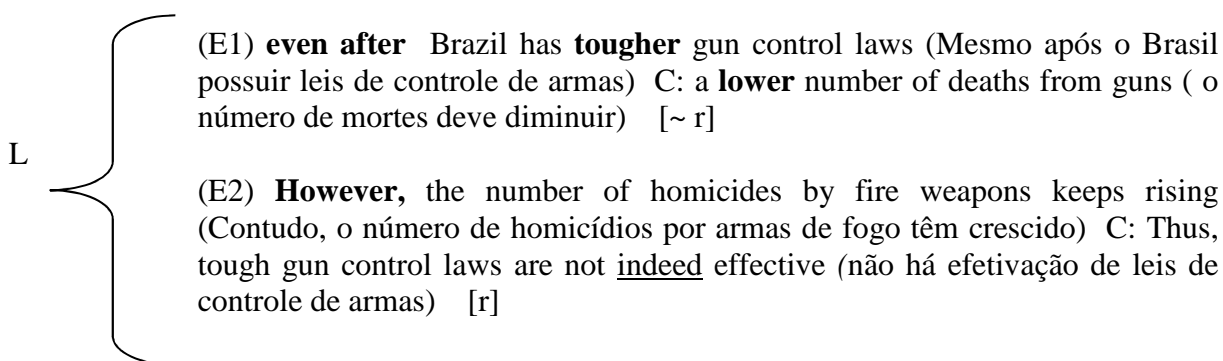 (E1) even after Brazil has tougher gun control laws (Mesmo após o Brasil
possuir leis de controle de armas) C: a lower number of deaths from guns ( o
número de mortes deve diminuir) [~ r]
L
(E2) However, the number of homicides by fire weapons keeps rising
(Contudo, o número de homicídios por armas de fogo têm crescido) C: Thus,
tough gun control laws are not indeed effective (não há efetivação de leis de
controle de armas) [r]